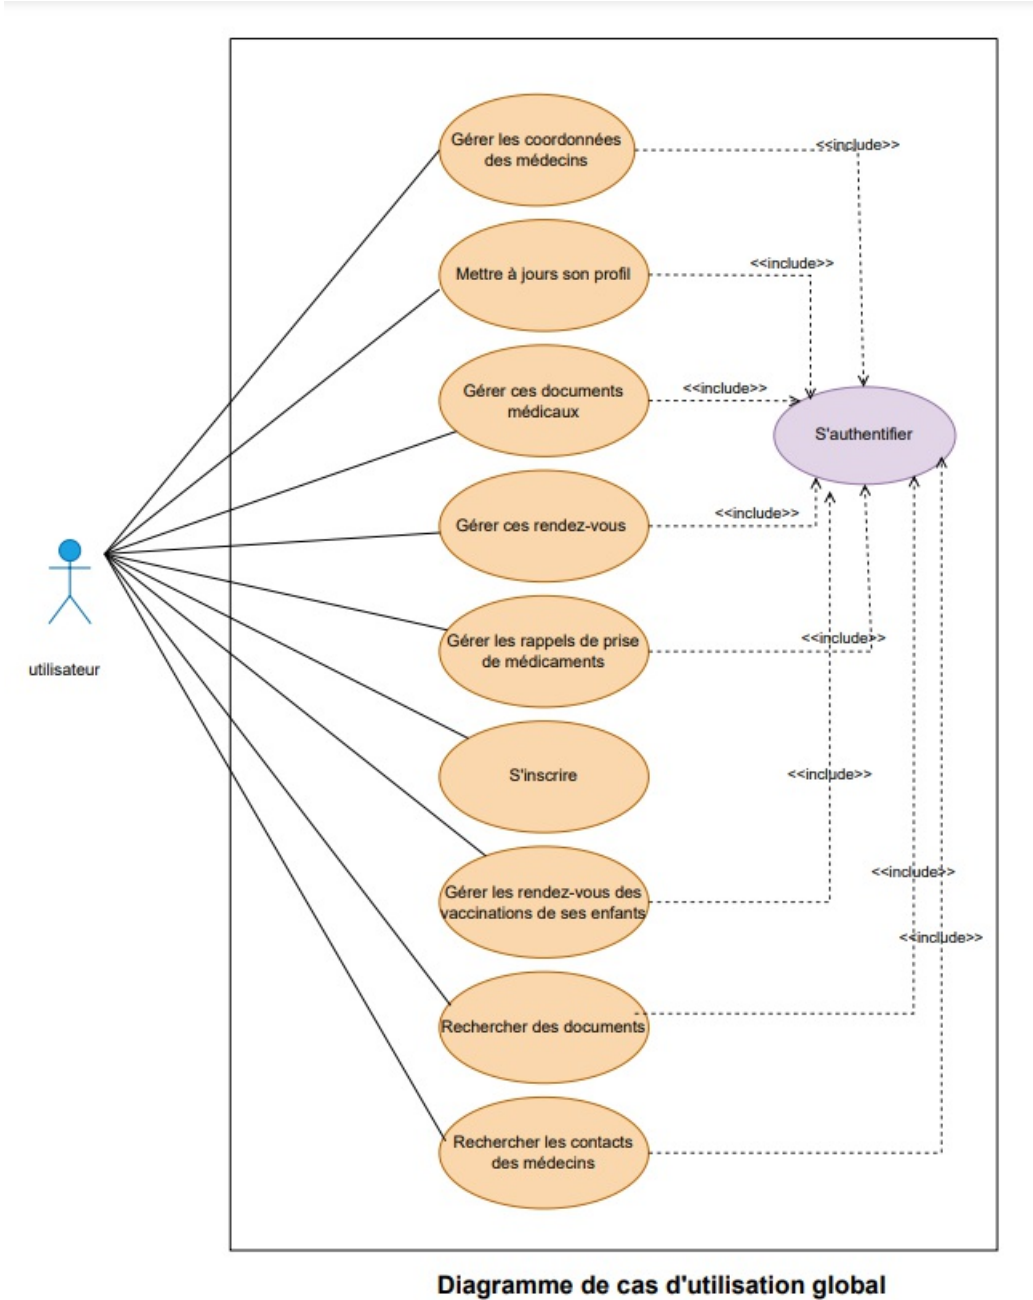 Gérer les coordonnées
des médecins
<<include>>
Mettre à jours son profil
<<include>>
Gérer ces documents
médicaux
<<include>>
S'authentifier
Gérer ces rendez-vous
<<include>>
utilisateur
Gérer les rappels de prise
de médicaments
<<include>>
S'inscrire
<<include>>
Gérer les rendez-vous des
vaccinations de ses enfants
<<include>>
<<include>>
Rechercher des documents
Rechercher les contacts
des médecins
Diagramme de cas d'utilisation global